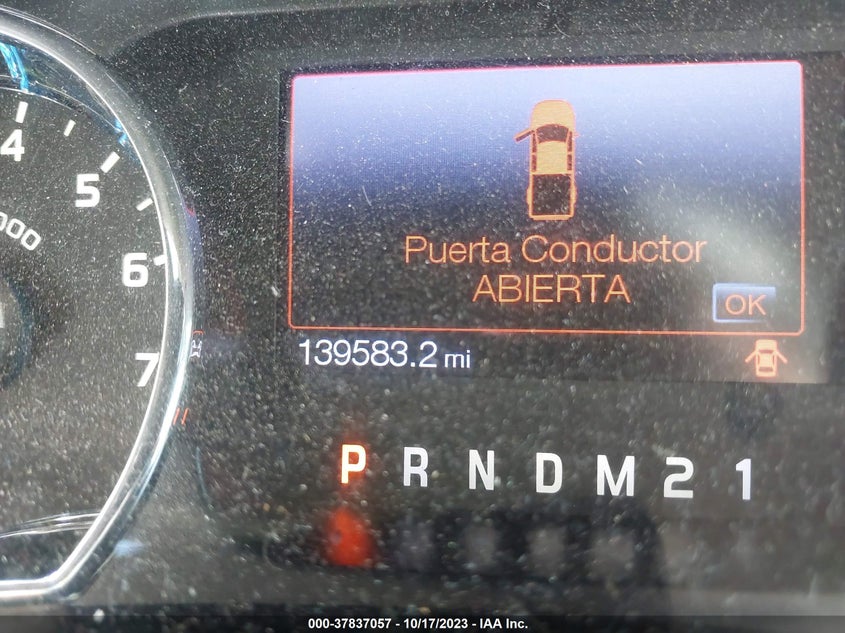 4
5
000
6
7
Puerta Conductor
ABIERTA
OK
139583.2 mi
P R N D M 2 1
000-37837057 - 10/17/2023 - IAA Inc.